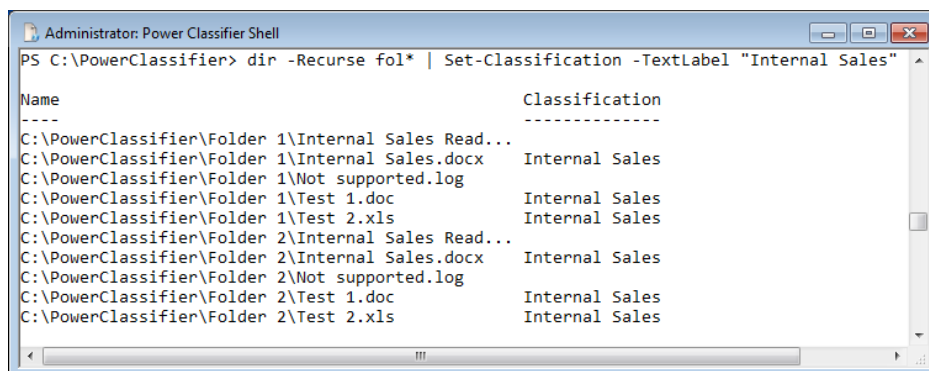 Administrator: Power Classifier Shell
PS C:\PowerClassifier> dir -Recurse fol* | Set-Classification -TextLabel "Internal Sales"
Name Classification
---- --------------
C:\PowerClassifier\Folder 1\Internal Sales Read...
C:\PowerClassifier\Folder 1\Internal Sales.docx Internal Sales
C:\PowerClassifier\Folder 1\Not supported.log
C:\PowerClassifier\Folder 1\Test 1.doc Internal Sales
C:\PowerClassifier\Folder 1\Test 2.xls Internal Sales
C:\PowerClassifier\Folder 2\Internal Sales Read...
C:\PowerClassifier\Folder 2\Internal Sales.docx Internal Sales
C:\PowerClassifier\Folder 2\Not supported.log
C:\PowerClassifier\Folder 2\Test 1.doc Internal Sales
C:\PowerClassifier\Folder 2\Test 2.xls Internal Sales